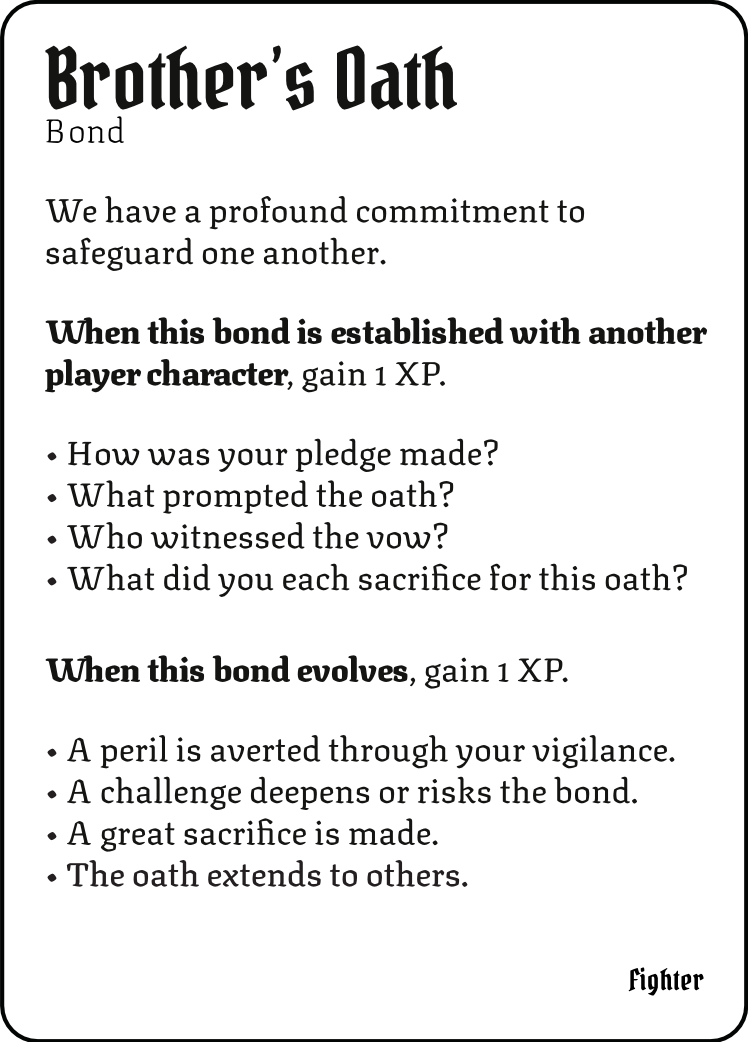 Brother's Oath
Bond
We have a profound commitment to
safeguard one another.
When this bond is established with another
player character, gain 1 XP.
• How was your pledge made?
• What prompted the oath?
• Who witnessed the vow?
• What did you each sacrifice for this oath?
When this bond evolves, gain 1 XP.
• A peril is averted through your vigilance.
• A challenge deepens or risks the bond.
• A great sacrifice is made.
• The oath extends to others.
Fighter